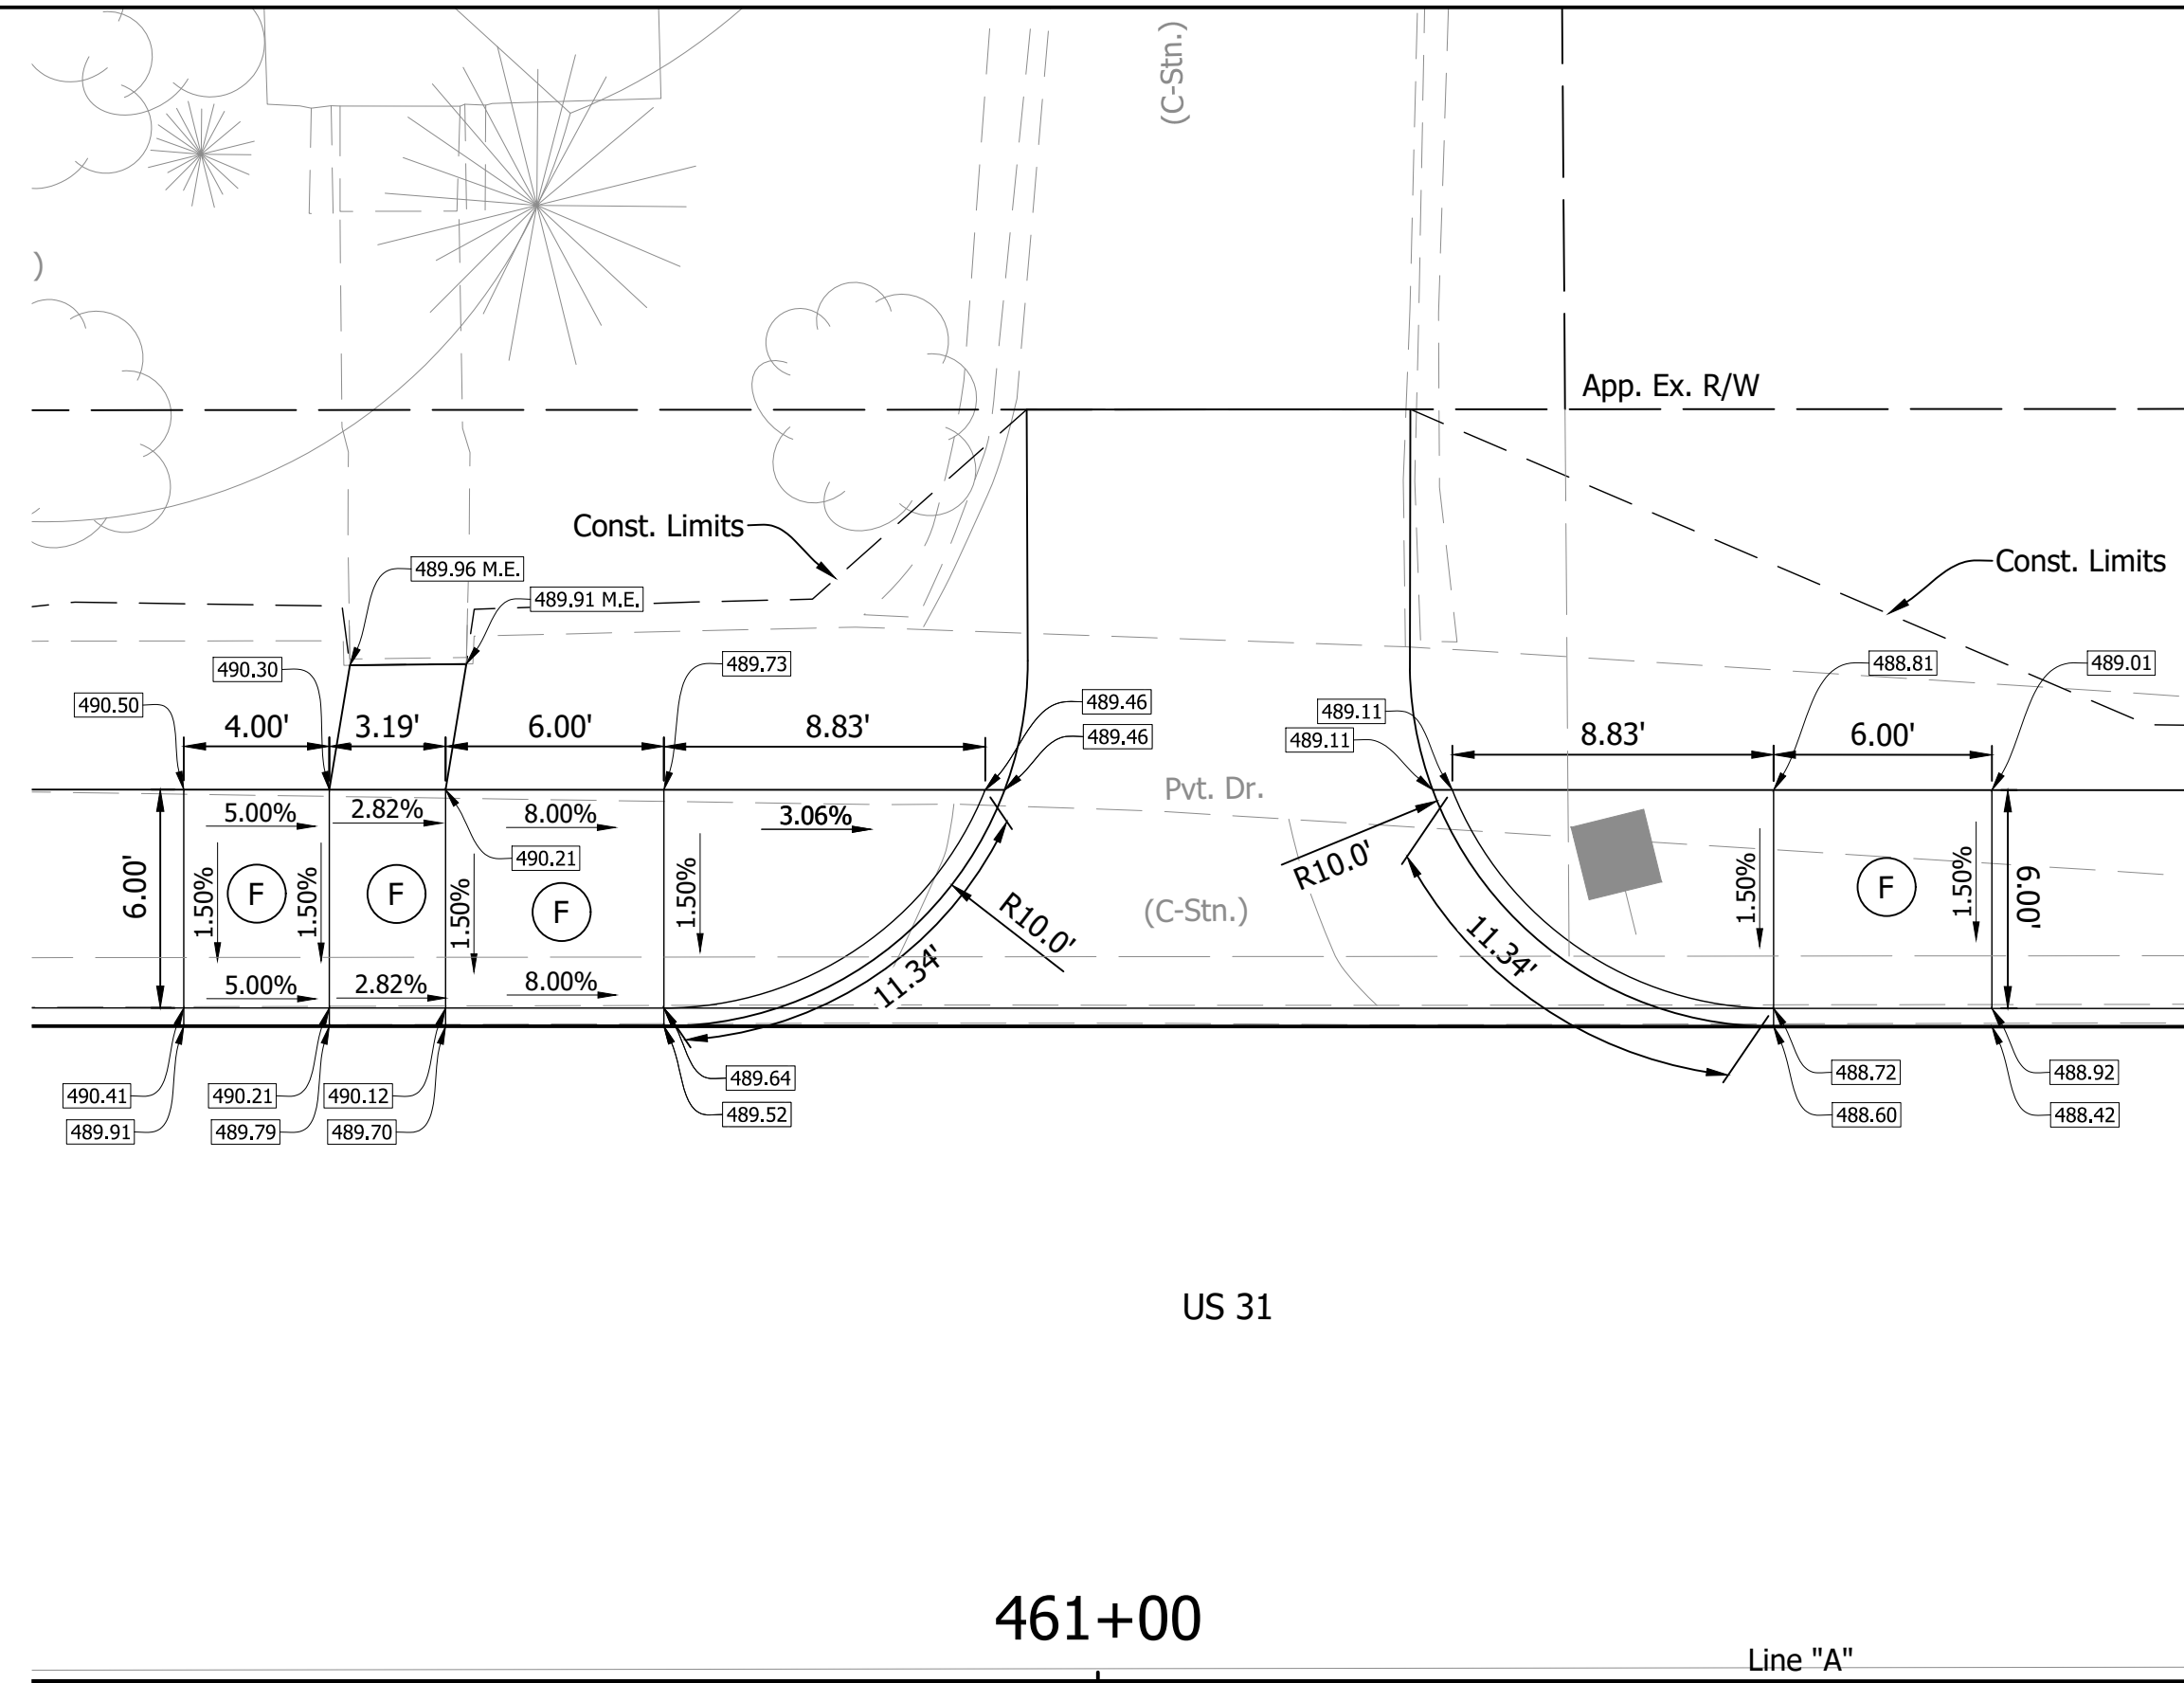 (C-Stn.)
)
App. Ex. R/W
Const. Limits
Const. Limits
489.96 M.E.
489.91 M.E.
490.30
489.73
488.81
489.01
490.50
489.46
489.11
4.00'
3.19'
6.00'
8.83'
489.46
489.11
8.83'
6.00'
Pvt. Dr.
5.00%
2.82%
8.00%
3.06%
490.21
R10.0'
6.00'
1.50%
F
1.50%
F
1.50%
F
1.50%
(C-Stn.)
R10.0'
1.50%
F
1.50%
6.00'
11.34'
11.34'
5.00%
2.82%
8.00%
490.41
490.21
490.12
489.64
488.72
488.92
489.91
489.79
489.70
489.52
488.60
488.42
US 31
461+00
Line "A"